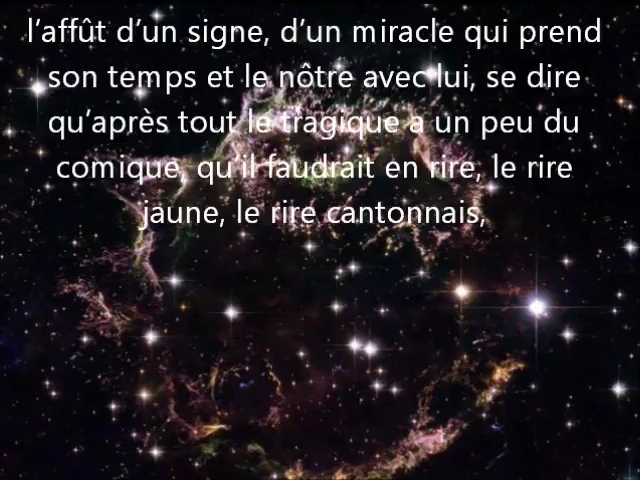 l’affût d’un signe, d’un miracle qui prend
son temps et le nôtre avec lui, se dire
qu’après tout le tragique a un peu du
comique, qu’il faudrait en rire, le rire
jaune, le rire cantonnais,